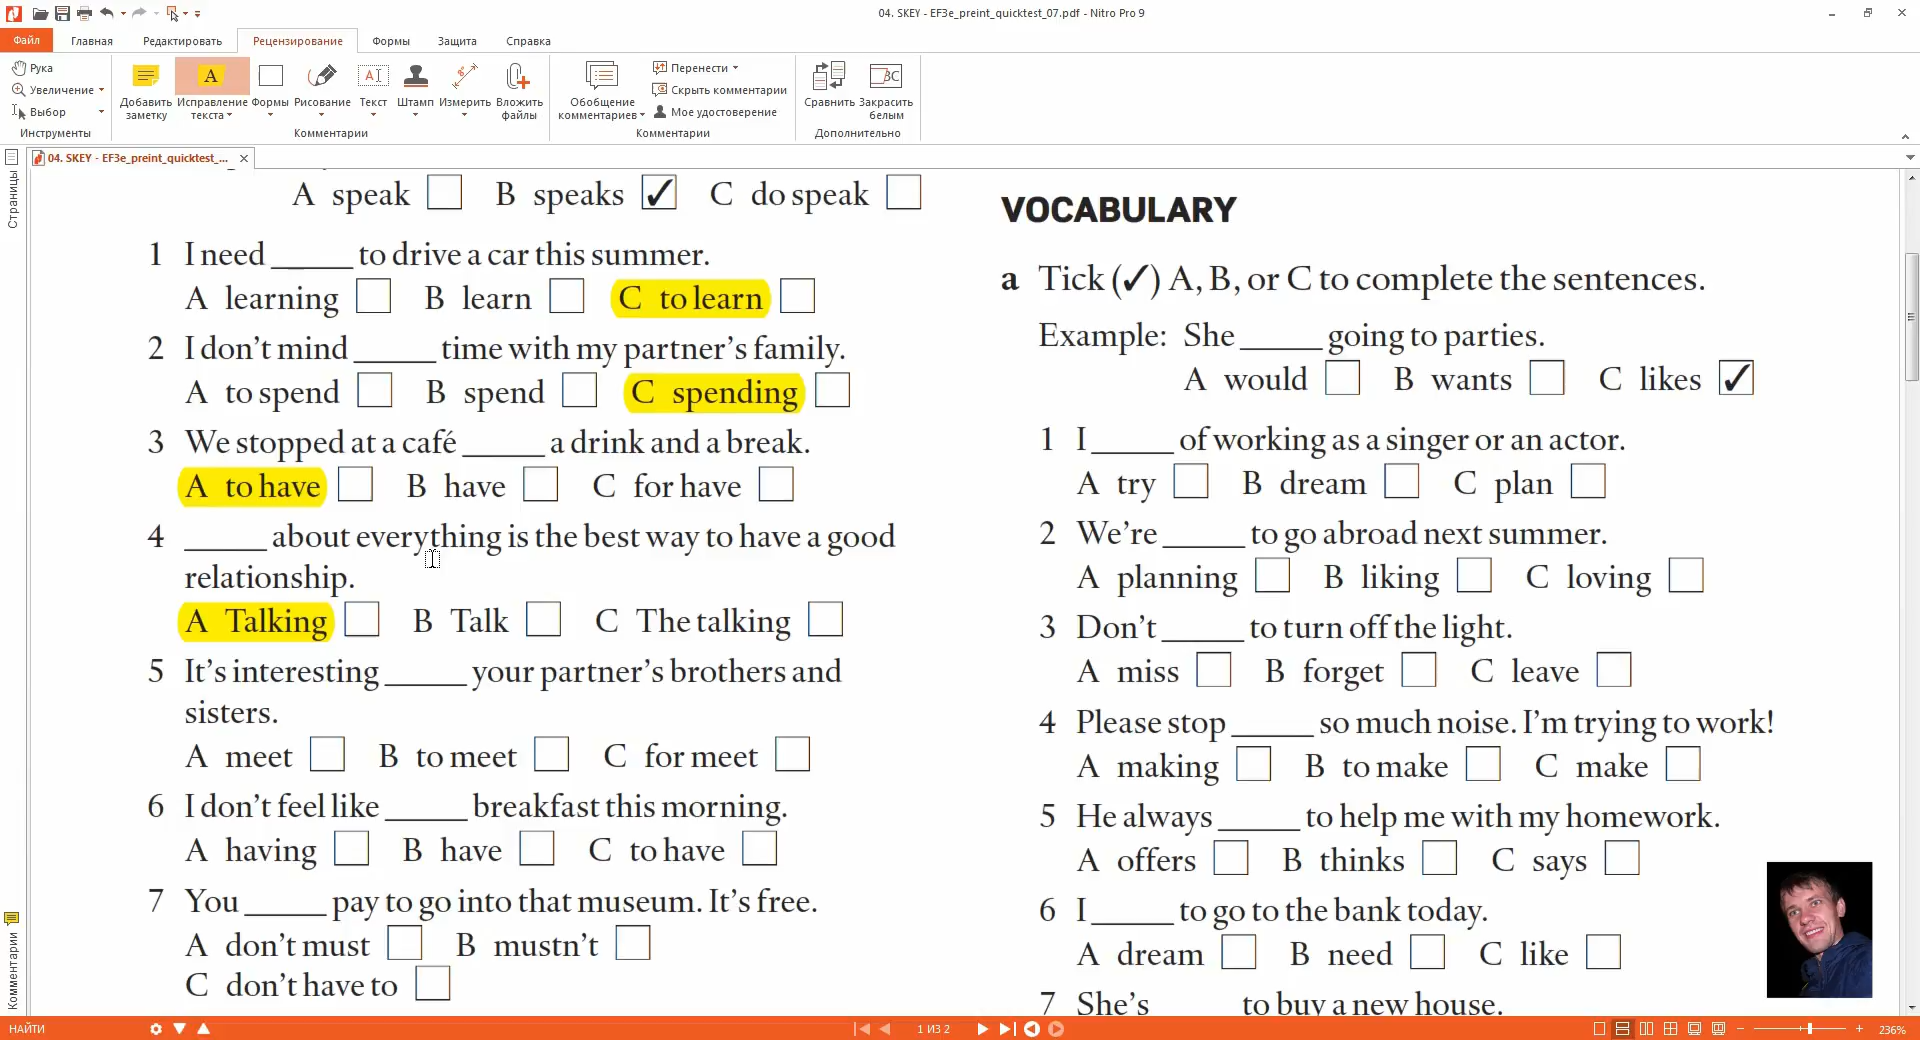 04. SKEY - EF3e_preint_quicktest_07.pdf - Nitro Pro 9
Файл Главная Редактировать Рецензирование Формы Защита Справка
Рука
Увеличение
Выбор
Инструменты
Добавить заметку
Исправление текста
Формы
Рисование
Текст
Штамп
Измерить
Вложить файлы
Комментарии
Обобщение комментариев
Перенести
Скрыть комментарии
Мое удостоверение
Комментарии
Сравнить
Закрасить белым
Дополнительно
04. SKEY - EF3e_preint_quicktest_...
Страницы
Комментарии
A speak B speaks ✓ C do speak
1 I need _____ to drive a car this summer.
A learning B learn C to learn
2 I don't mind _____ time with my partner's family.
A to spend B spend C spending
3 We stopped at a café _____ a drink and a break.
A to have B have C for have
4 _____ about everything is the best way to have a good
relationship.
A Talking B Talk C The talking
5 It's interesting _____ your partner's brothers and
sisters.
A meet B to meet C for meet
6 I don't feel like _____ breakfast this morning.
A having B have C to have
7 You _____ pay to go into that museum. It's free.
A don't must B mustn't
C don't have to
VOCABULARY
a Tick (✓) A, B, or C to complete the sentences.
Example: She _____ going to parties.
A would B wants C likes ✓
1 I _____ of working as a singer or an actor.
A try B dream C plan
2 We're _____ to go abroad next summer.
A planning B liking C loving
3 Don't _____ to turn off the light.
A miss B forget C leave
4 Please stop _____ so much noise. I'm trying to work!
A making B to make C make
5 He always _____ to help me with my homework.
A offers B thinks C says
6 I _____ to go to the bank today.
A dream B need C like
7 She's _____ to buy a new house.
НАЙТИ
1 ИЗ 2
236%